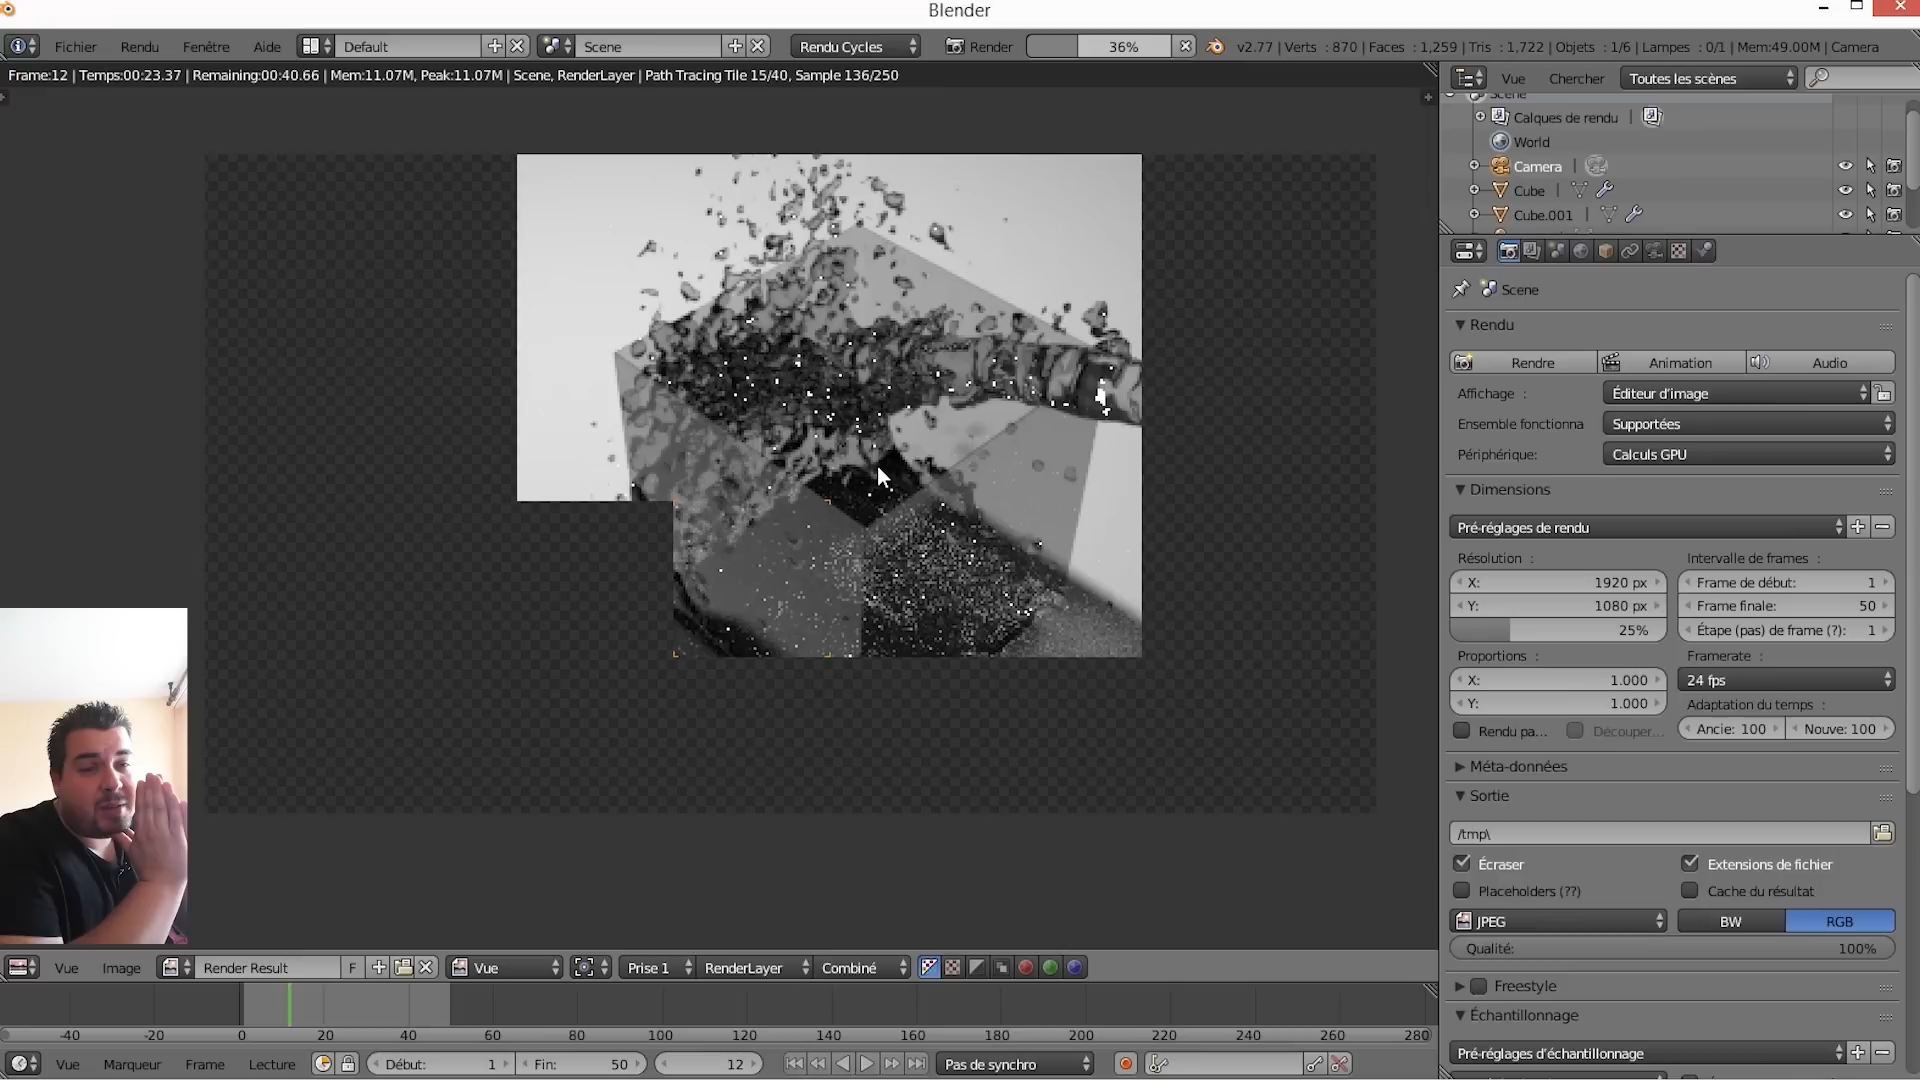 Blender
Fichier Rendu Fenêtre Aide Default Scene Rendu Cycles Render 36% v2.77 | Verts : 870 | Faces : 1,259 | Tris : 1,722 | Objets : 1/6 | Lampes : 0/1 | Mem:49.00M | Camera
Frame:12 | Temps:00:23.37 | Remaining:00:40.66 | Mem:11.07M, Peak:11.07M | Scene, RenderLayer | Path Tracing Tile 15/40, Sample 136/250
Vue Chercher Toutes les scènes
Scene
Calques de rendu
World
Camera
Cube
Cube.001
Scene
Rendu
Rendre Animation Audio
Affichage : Éditeur d'image
Ensemble fonctionna Supportées
Périphérique: Calculs GPU
Dimensions
Pré-réglages de rendu
Résolution : Intervalle de frames :
X: 1920 px Frame de début: 1
Y: 1080 px Frame finale: 50
25% Étape (pas) de frame (?): 1
Proportions : Framerate :
X: 1.000 24 fps
Y: 1.000 Adaptation du temps :
Rendu pa... Découper... Ancie: 100 Nouve: 100
Méta-données
Sortie
/tmp\
Écraser Extensions de fichier
Placeholders (??) Cache du résultat
JPEG BW RGB
Qualité: 100%
Freestyle
Échantillonnage
Pré-réglages d'échantillonnage
Vue Image Render Result F Vue Prise 1 RenderLayer Combiné
-40 -20 0 20 40 60 80 100 120 140 160 180 200 220 240 260 280
Vue Marqueur Frame Lecture Début: 1 Fin: 50 12 Pas de synchro